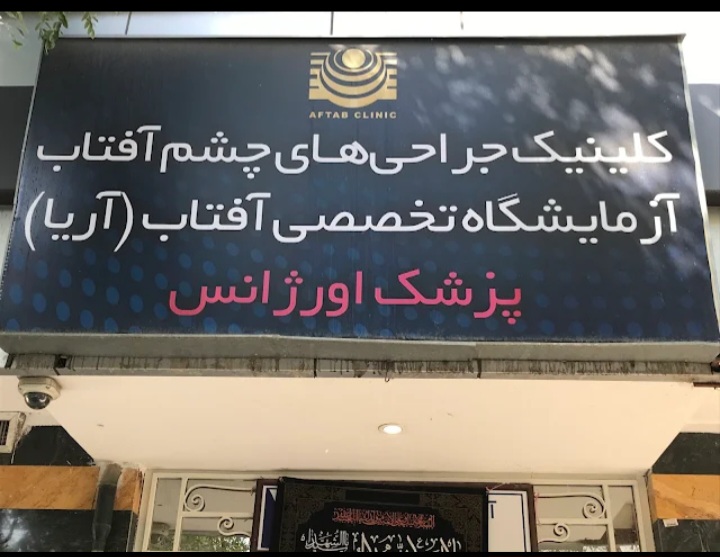 AFTAB CLINIC
کلینیک جراحی‌های چشم آفتاب
آزمایشگاه تخصصی آفتاب (آریا)
پزشک اورژانس